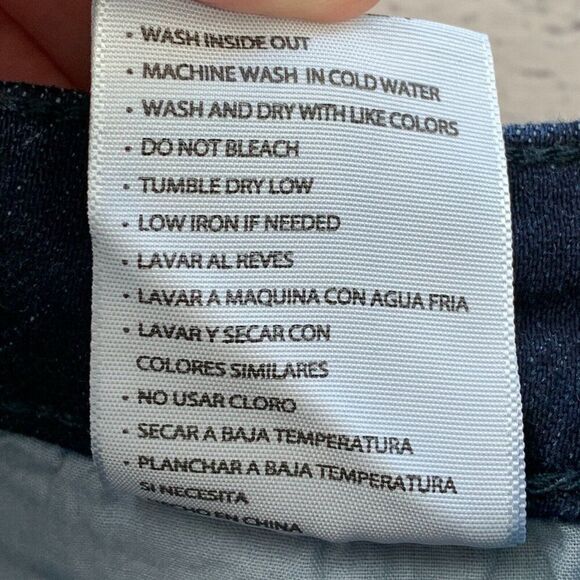 • WASH INSIDE OUT
• MACHINE WASH IN COLD WATER
• WASH AND DRY WITH LIKE COLORS
• DO NOT BLEACH
• TUMBLE DRY LOW
• LOW IRON IF NEEDED
• LAVAR AL REVES
• LAVAR A MAQUINA CON AGUA FRIA
• LAVAR Y SECAR CON
COLORES SIMILARES
• NO USAR CLORO
• SECAR A BAJA TEMPERATURA
• PLANCHAR A BAJA TEMPERATURA
SI NECESITA
EN CHINA